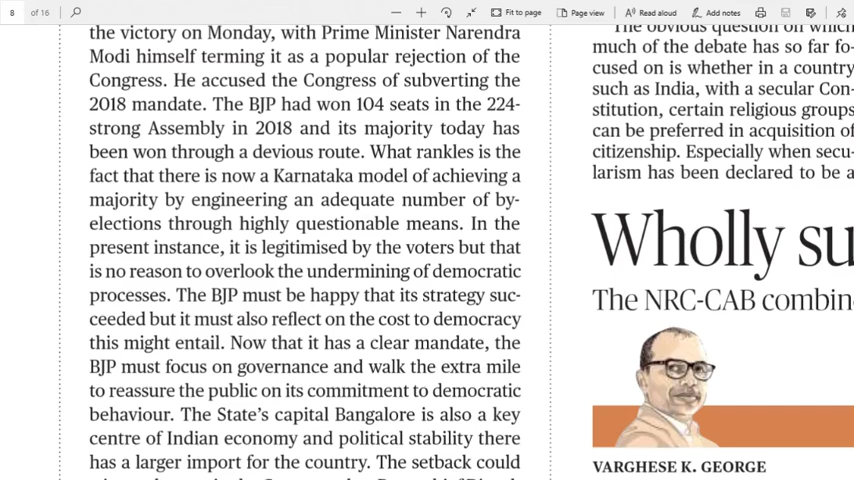 8 of 16
Fit to page
Page view
Read aloud
Add notes
the victory on Monday, with Prime Minister Narendra
Modi himself terming it as a popular rejection of the
Congress. He accused the Congress of subverting the
2018 mandate. The BJP had won 104 seats in the 224-
strong Assembly in 2018 and its majority today has
been won through a devious route. What rankles is the
fact that there is now a Karnataka model of achieving a
majority by engineering an adequate number of by-
elections through highly questionable means. In the
present instance, it is legitimised by the voters but that
is no reason to overlook the undermining of democratic
processes. The BJP must be happy that its strategy suc-
ceeded but it must also reflect on the cost to democracy
this might entail. Now that it has a clear mandate, the
BJP must focus on governance and walk the extra mile
to reassure the public on its commitment to democratic
behaviour. The State's capital Bangalore is also a key
centre of Indian economy and political stability there
has a larger import for the country. The setback could
The obvious question on which
much of the debate has so far fo-
cused on is whether in a country
such as India, with a secular Con-
stitution, certain religious groups
can be preferred in acquisition of
citizenship. Especially when secu-
larism has been declared to be a
Wholly su
The NRC-CAB combin
VARGHESE K. GEORGE